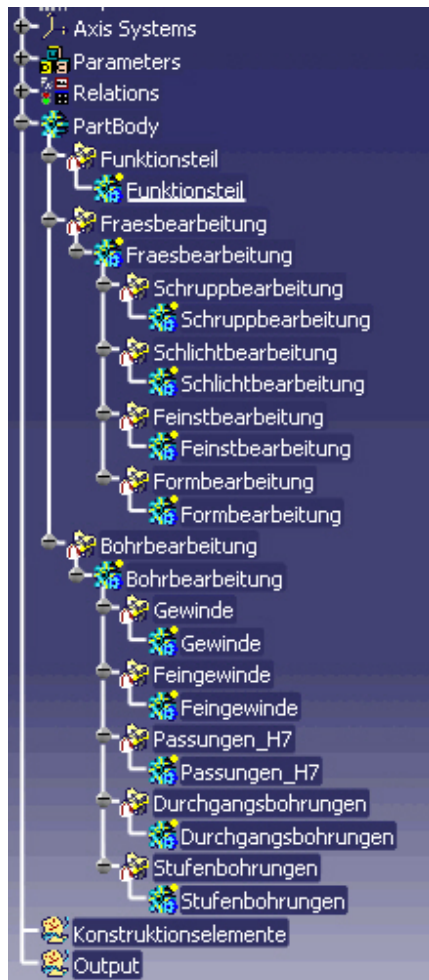 Axis Systems
Parameters
Relations
PartBody
Funktionsteil
Funktionsteil
Fraesbearbeitung
Fraesbearbeitung
Schruppbearbeitung
Schruppbearbeitung
Schlichtbearbeitung
Schlichtbearbeitung
Feinstbearbeitung
Feinstbearbeitung
Formbearbeitung
Formbearbeitung
Bohrbearbeitung
Bohrbearbeitung
Gewinde
Gewinde
Feingewinde
Feingewinde
Passungen_H7
Passungen_H7
Durchgangsbohrungen
Durchgangsbohrungen
Stufenbohrungen
Stufenbohrungen
Konstruktionselemente
Output